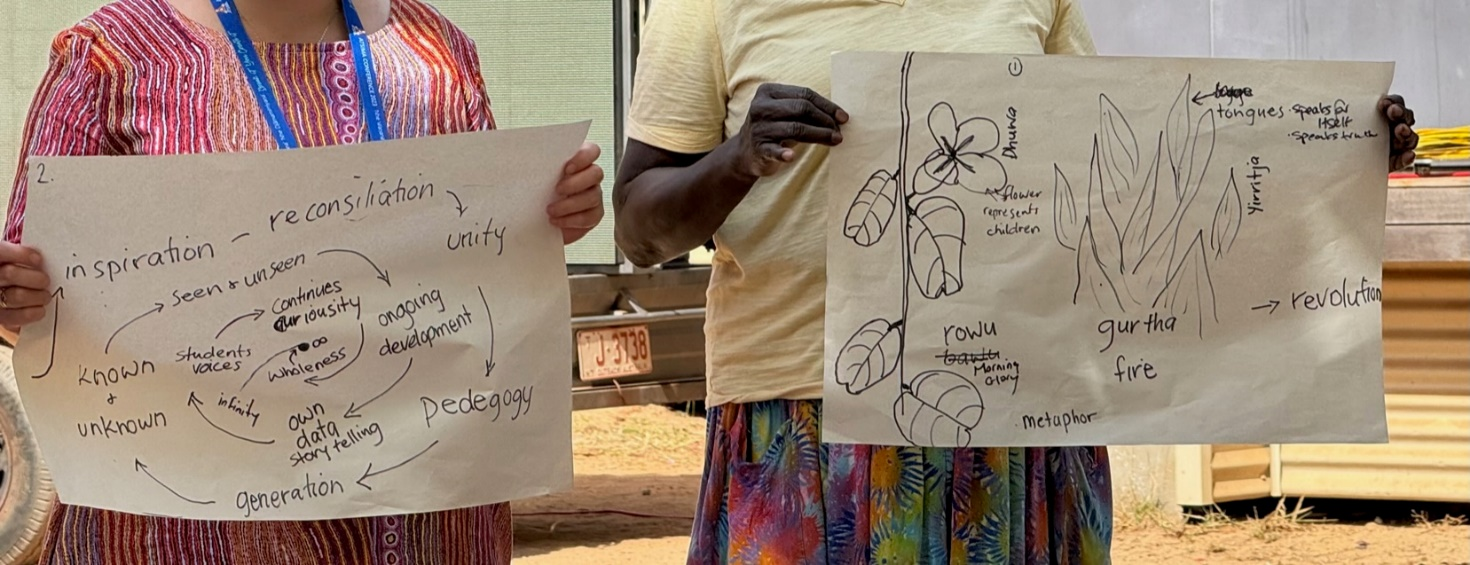 2.
inspiration - reconsiliation
unity
seen & unseen
continues
curiousity
ongoing
development
students
voices
∞
wholeness
infinity
known
&
unknown
own
data
story telling
pedegogy
generation
J-3738
1
Dhuwa
flower
represents
children
rowu
Morning
Glory
metaphor
tongues
• speaks for
itself
• speaks truth
Yirritja
gurtha
fire
→ revolution